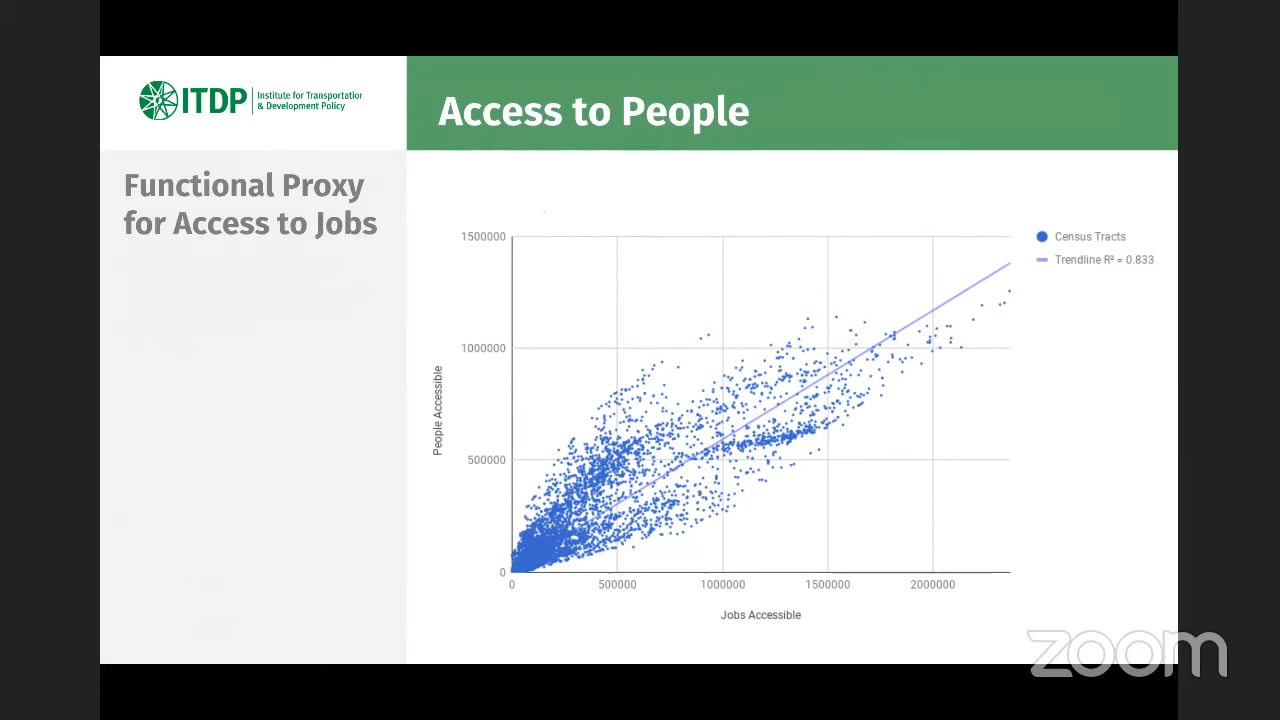 ITDP
Institute for Transportation
& Development Policy
Access to People
Functional Proxy
for Access to Jobs
1500000
1000000
500000
0
People Accessible
0
500000
1000000
1500000
2000000
Jobs Accessible
Census Tracts
Trendline R² = 0.833
zoom